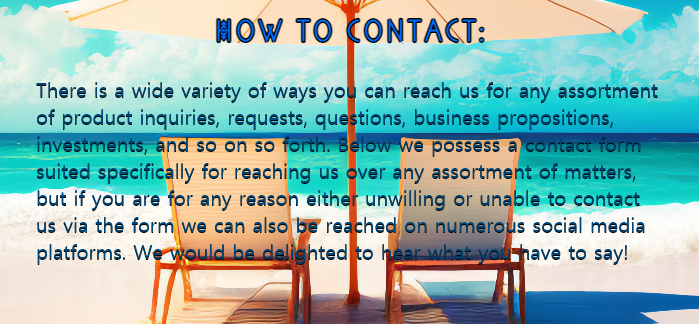 HOW TO CONTACT:
There is a wide variety of ways you can reach us for any assortment
of product inquiries, requests, questions, business propositions,
investments, and so on so forth. Below we possess a contact form
suited specifically for reaching us over any assortment of matters,
but if you are for any reason either unwilling or unable to contact
us via the form we can also be reached on numerous social media
platforms. We would be delighted to hear what you have to say!